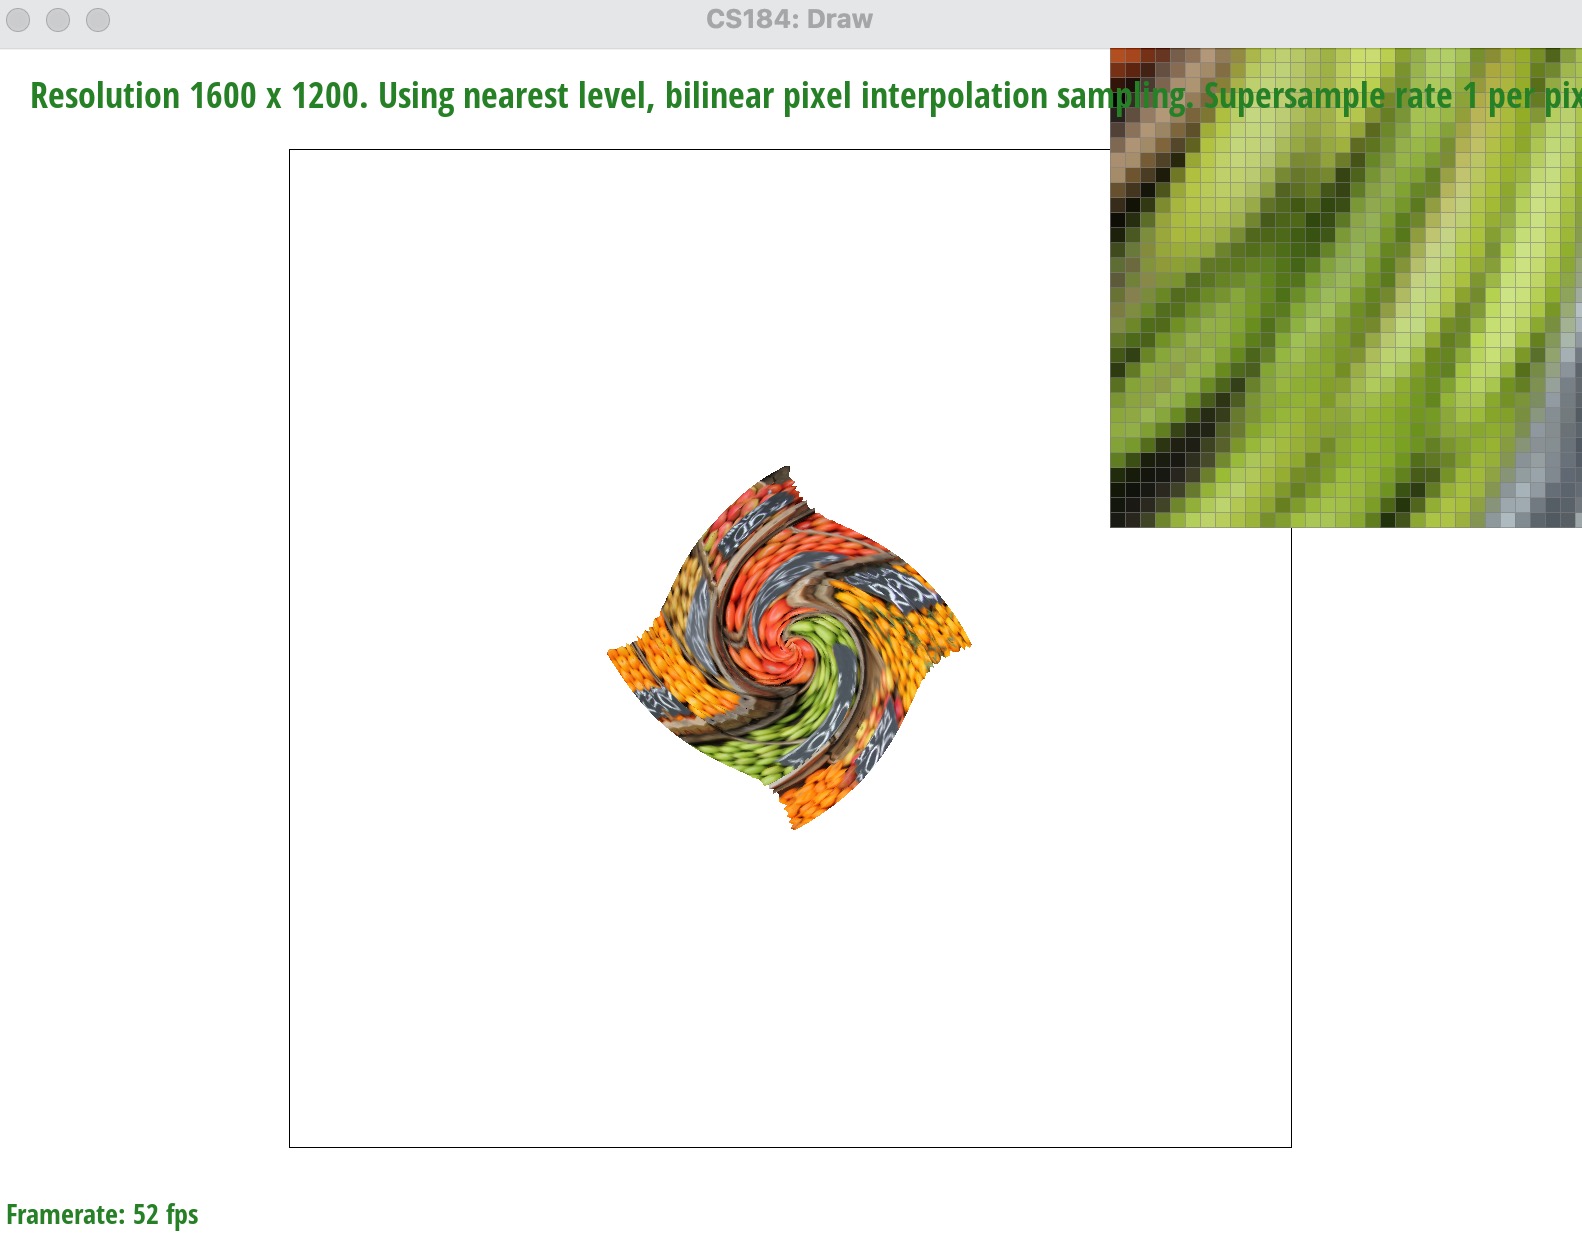 CS184: Draw
Resolution 1600 x 1200. Using nearest level, bilinear pixel interpolation sampling. Supersample rate 1 per pix
Framerate: 52 fps